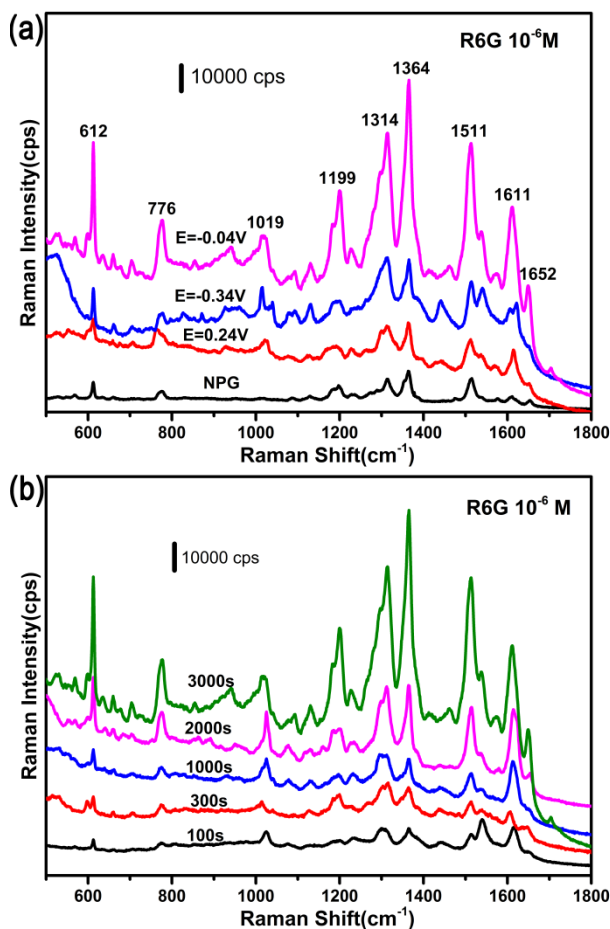 (a)
R6G 10⁻⁶M
10000 cps
612
776
1019
1199
1314
1364
1511
1611
1652
E=-0.04V
E=-0.34V
E=0.24V
NPG
Raman Intensity(cps)
600 800 1000 1200 1400 1600 1800
Raman Shift(cm⁻¹)
(b)
R6G 10⁻⁶ M
10000 cps
3000s
2000s
1000s
300s
100s
Raman Intensity(cps)
600 800 1000 1200 1400 1600 1800
Raman Shift(cm⁻¹)